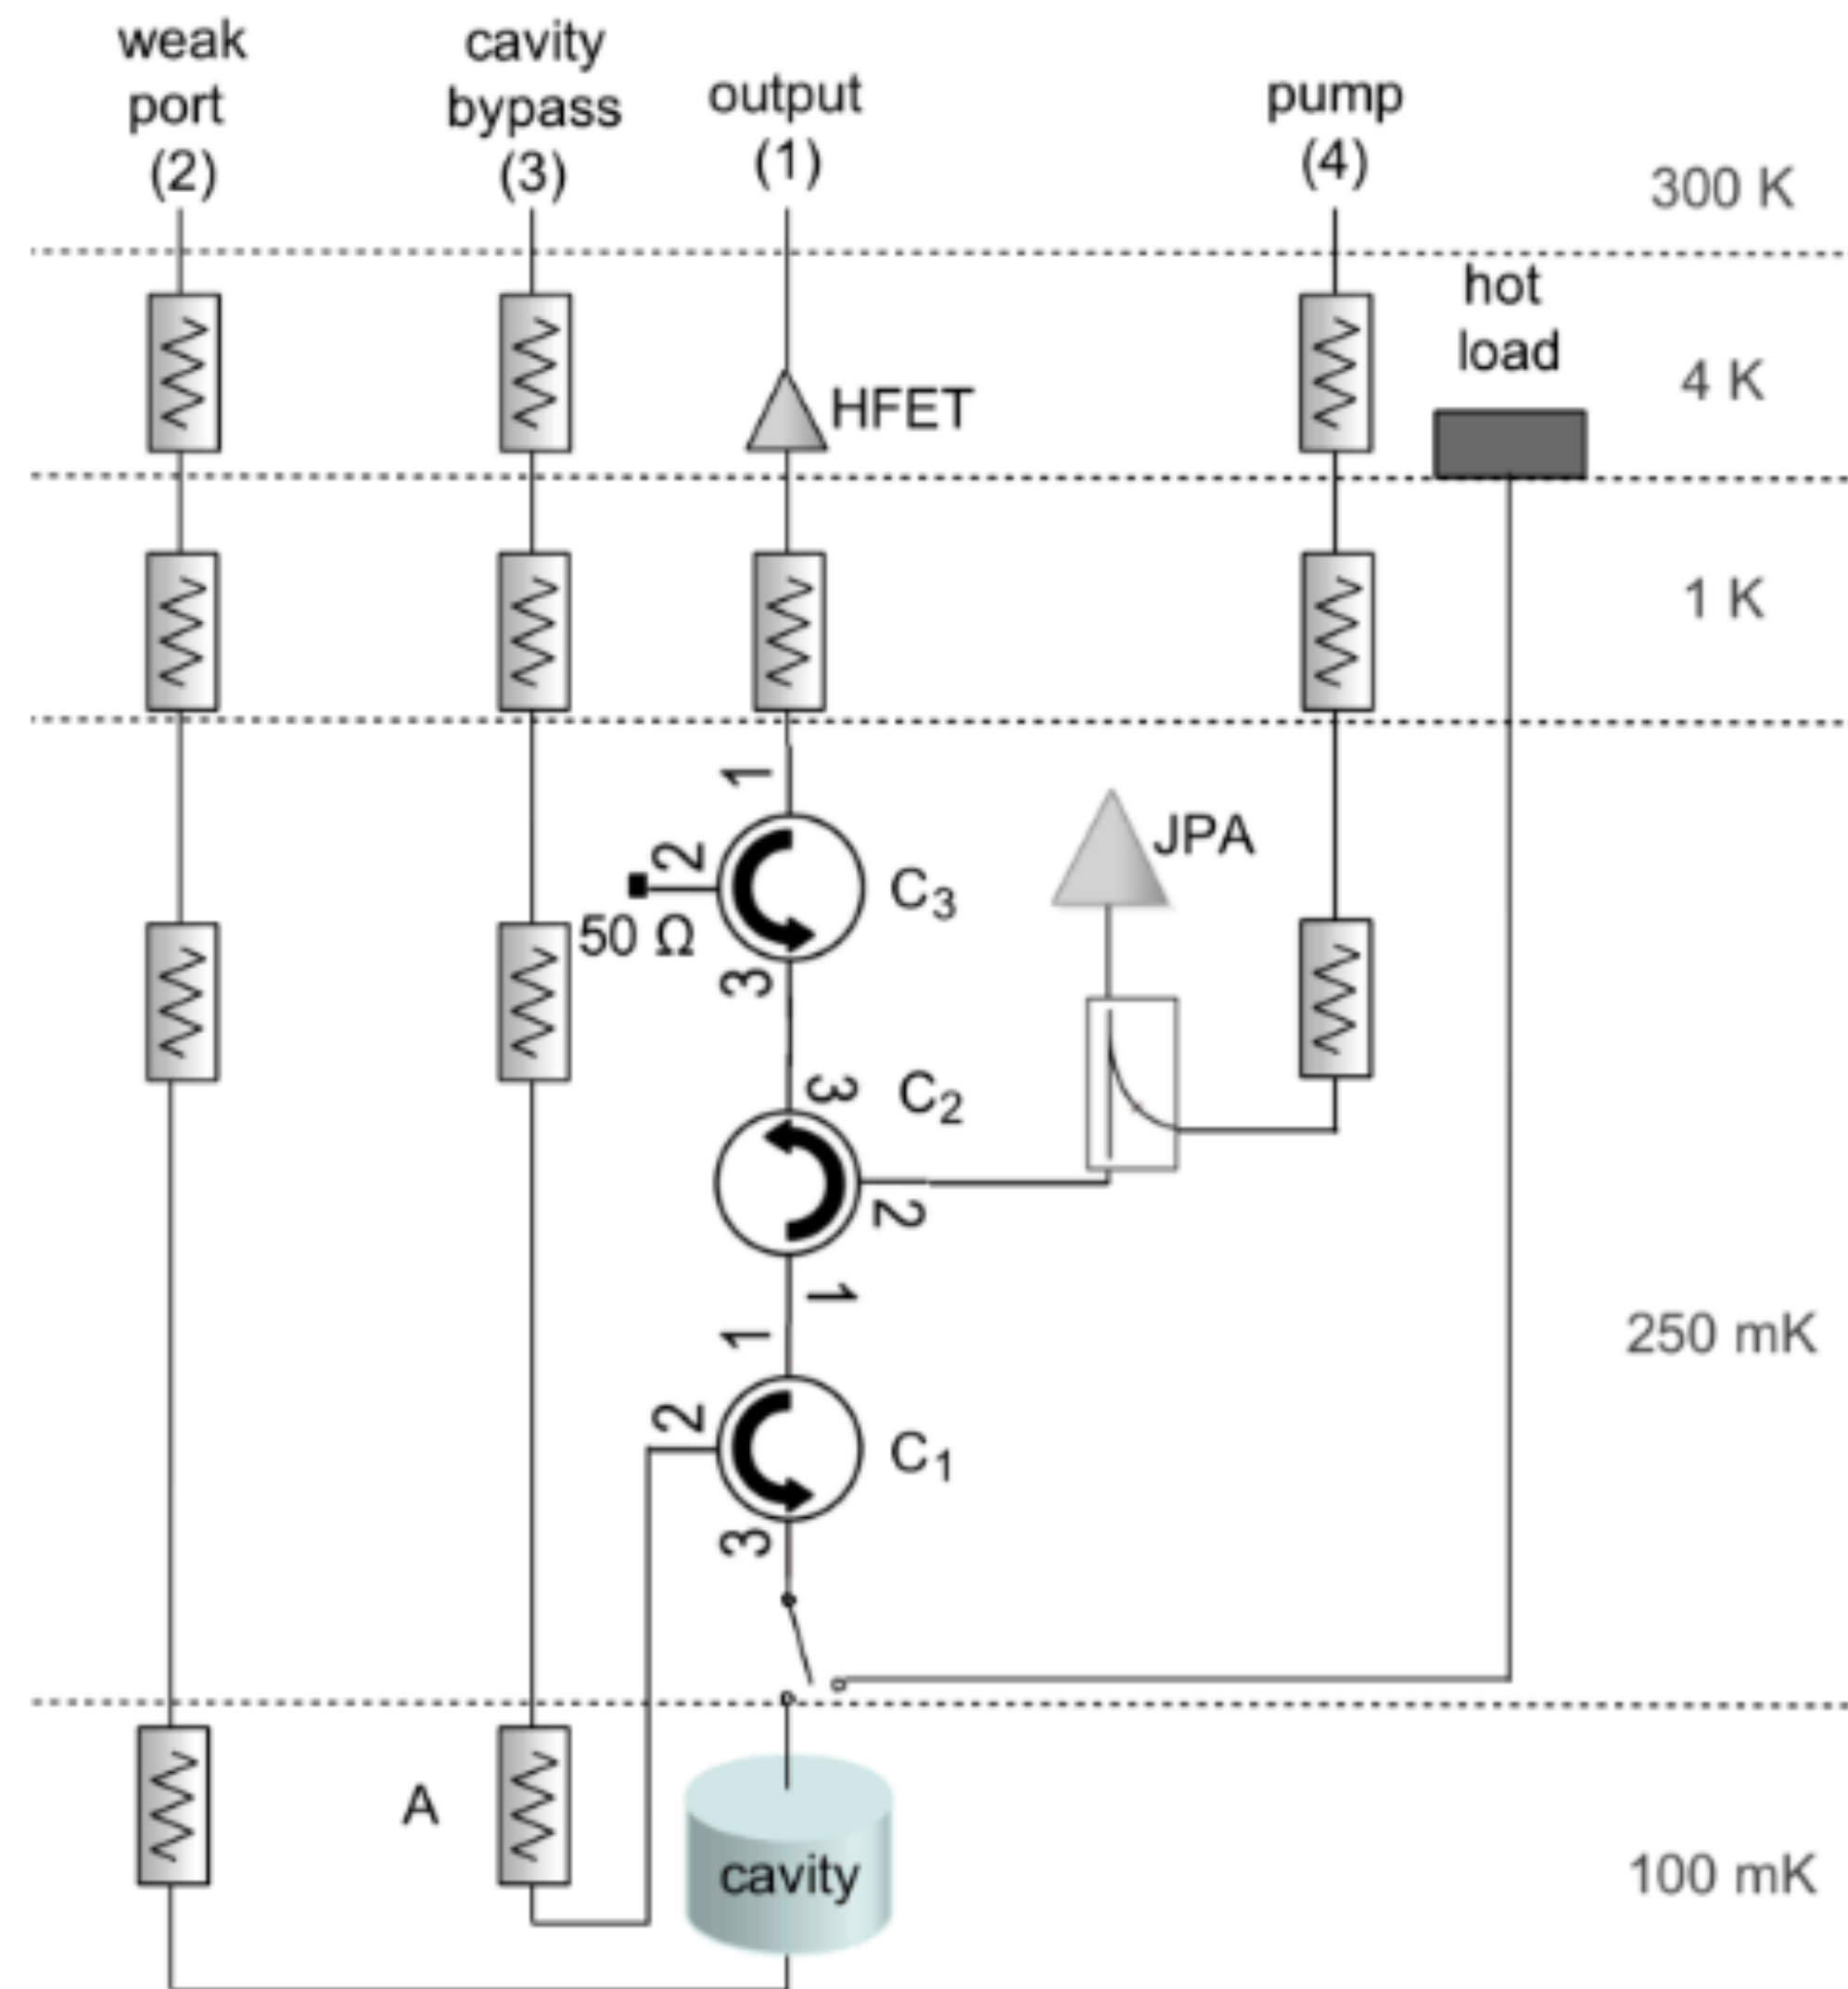 weak
port
(2)
cavity
bypass
(3)
output
(1)
pump
(4)
300 K
hot
load
4 K
HFET
1 K
1
2
50 Ω
3
C3
JPA
3
C2
2
1
1
2
C1
3
250 mK
A
cavity
100 mK